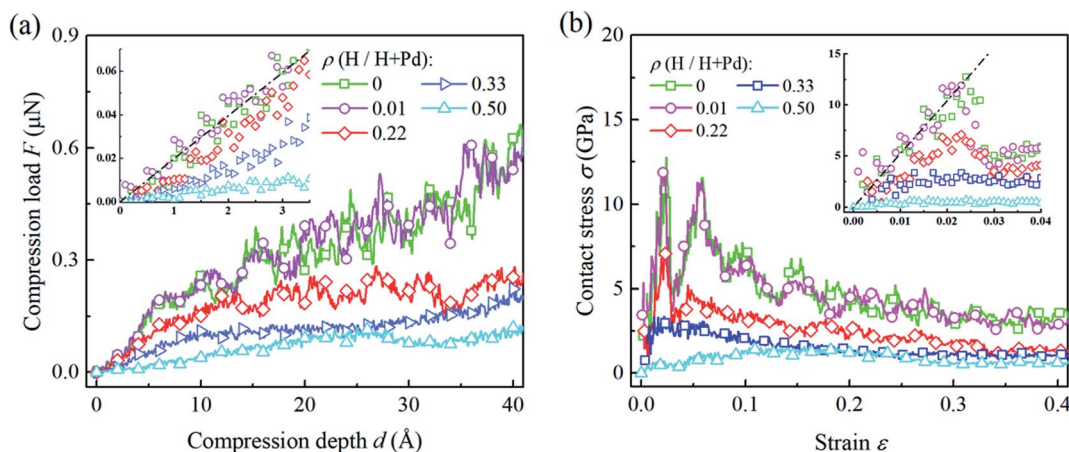 (a)
0.9
0.6
0.3
0.0
Compression load F (μN)
0.06
0.04
0.02
0.00
0 1 2 3
ρ (H / H+Pd):
0 0.33
0.01 0.50
0.22
0 10 20 30 40
Compression depth d (Å)
(b)
20
15
10
5
0
Contact stress σ (GPa)
ρ (H / H+Pd):
0 0.33
0.01 0.50
0.22
15
10
5
0
0.00 0.01 0.02 0.03 0.04
0.0 0.1 0.2 0.3 0.4
Strain ε